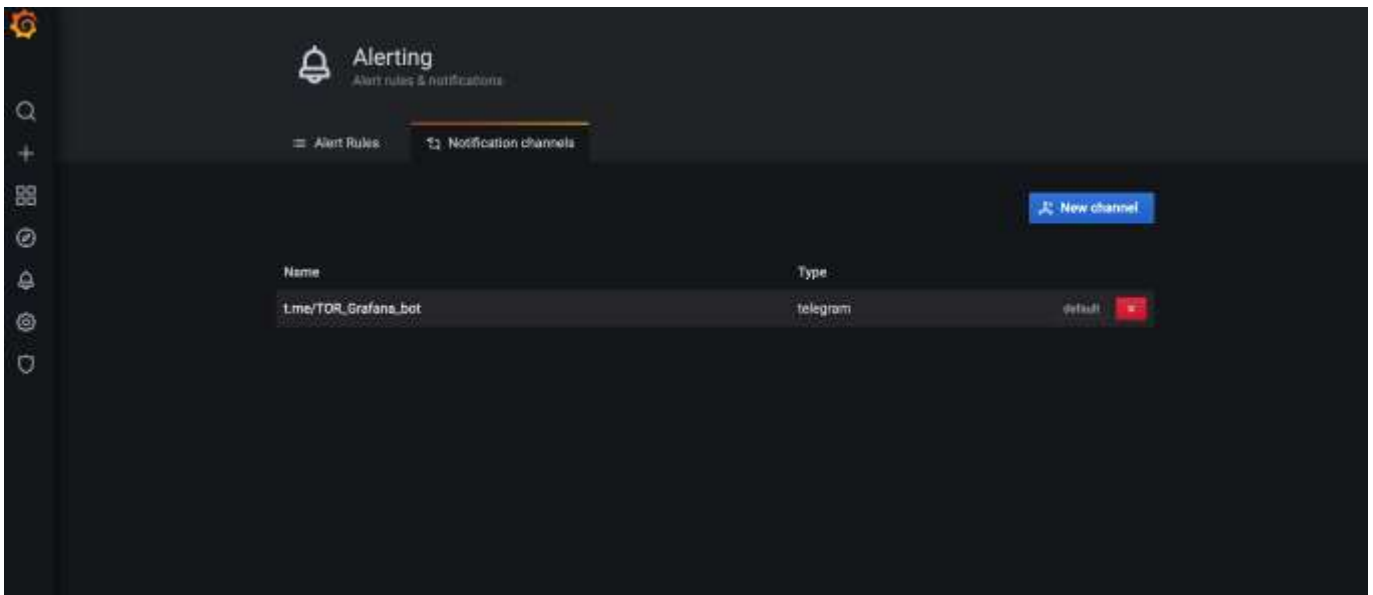 Alerting
Alert rules & notifications
Alert Rules
Notification channels
New channel
Name Type
t.me/TOR_Grafana_bot telegram default